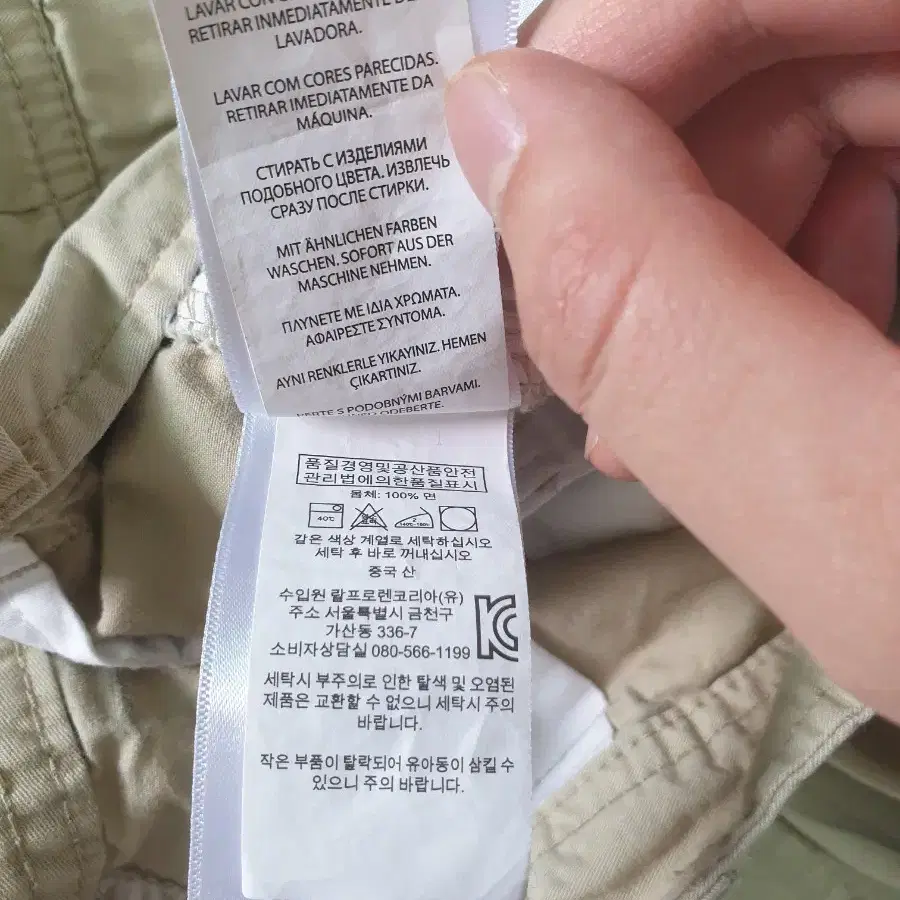 LAVAR CON
RETIRAR INMEDIATAMENTE DE
LAVADORA.
LAVAR COM CORES PARECIDAS.
RETIRAR IMEDIATAMENTE DA
MÁQUINA.
СТИРАТЬ С ИЗДЕЛИЯМИ
ПОДОБНОГО ЦВЕТА. ИЗВЛЕЧЬ
СРАЗУ ПОСЛЕ СТИРКИ.
MIT ÄHNLICHEN FARBEN
WASCHEN. SOFORT AUS DER
MASCHINE NEHMEN.
ΠΛΥΝΕΤΕ ΜΕ ΙΔΙΑ ΧΡΩΜΑΤΑ.
ΑΦΑΙΡΕΣΤΕ ΣΥΝΤΟΜΑ.
AYNI RENKLERLE YIKAYINIZ. HEMEN
ÇIKARTINIZ.
S PODOBNÝMI BARVAMI.
ODEBERTE.
품질경영및공산품안전
관리법에의한품질표시
몸체: 100% 면
40℃
140℃-160℃
같은 색상 계열로 세탁하십시오
세탁 후 바로 꺼내십시오
중국 산
수입원 랄프로렌코리아(유)
주소 서울특별시 금천구
가산동 336-7
소비자상담실 080-566-1199
세탁시 부주의로 인한 탈색 및 오염된
제품은 교환할 수 없으니 세탁시 주의
바랍니다.
작은 부품이 탈락되어 유아동이 삼킬 수
있으니 주의 바랍니다.